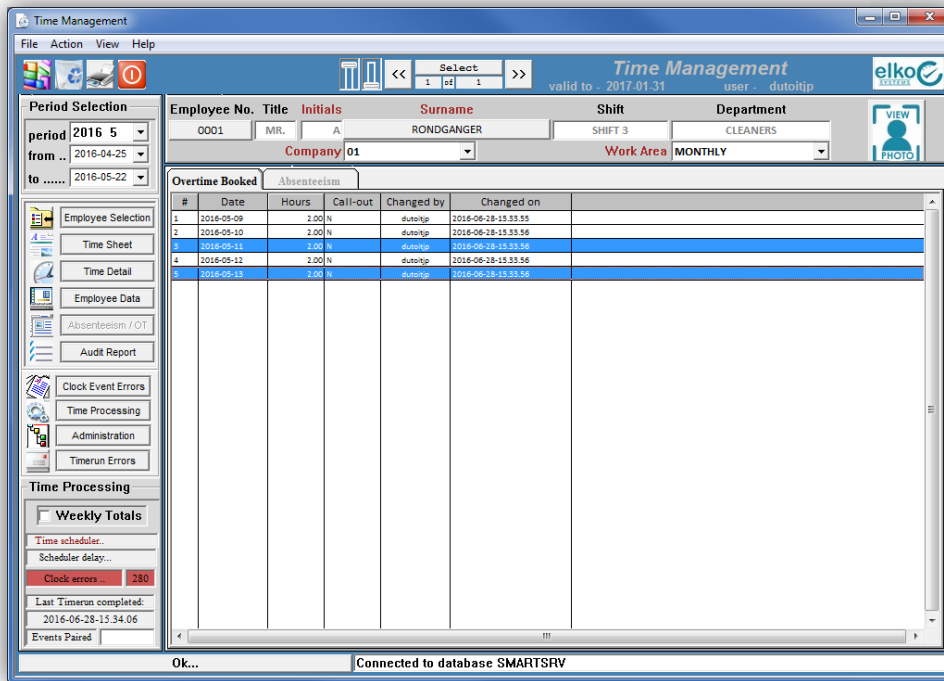 Time Management
File Action View Help
<< Select >>
1 of 1
Time Management
valid to - 2017-01-31 user - dutoitjp
elko
SYSTEMS
Period Selection
period 2016 5
from .. 2016-04-25
to ...... 2016-05-22
Employee No. Title Initials Surname Shift Department
0001 MR. A RONDGANGER SHIFT 3 CLEANERS
Company 01 Work Area MONTHLY
VIEW
PHOTO
Overtime Booked Absenteeism
# Date Hours Call-out Changed by Changed on
1 2016-05-09 2.00 N dutoitjp 2016-06-28-15.33.55
2 2016-05-10 2.00 N dutoitjp 2016-06-28-15.33.56
3 2016-05-11 2.00 N dutoitjp 2016-06-28-15.33.56
4 2016-05-12 2.00 N dutoitjp 2016-06-28-15.33.56
5 2016-05-13 2.00 N dutoitjp 2016-06-28-15.33.56
Employee Selection
Time Sheet
Time Detail
Employee Data
Absenteeism / OT
Audit Report
Clock Event Errors
Time Processing
Administration
Timerun Errors
Time Processing
Weekly Totals
Time scheduler..
Scheduler delay...
Clock errors .. 280
Last Timerun completed:
2016-06-28-15.34.06
Events Paired
Ok... Connected to database SMARTSRV